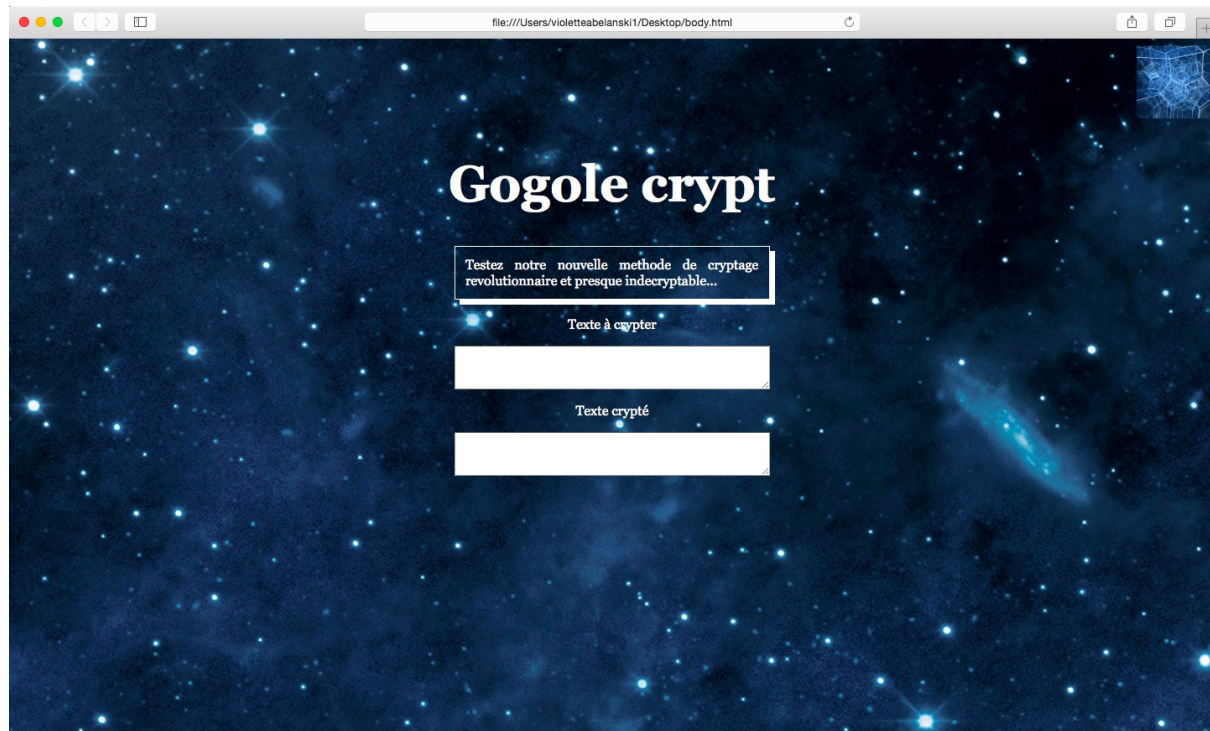 file:///Users/violetteabelanski1/Desktop/body.html
Gogole crypt
Testez notre nouvelle methode de cryptage
revolutionnaire et presque indecryptable...
Texte à crypter
Texte crypté